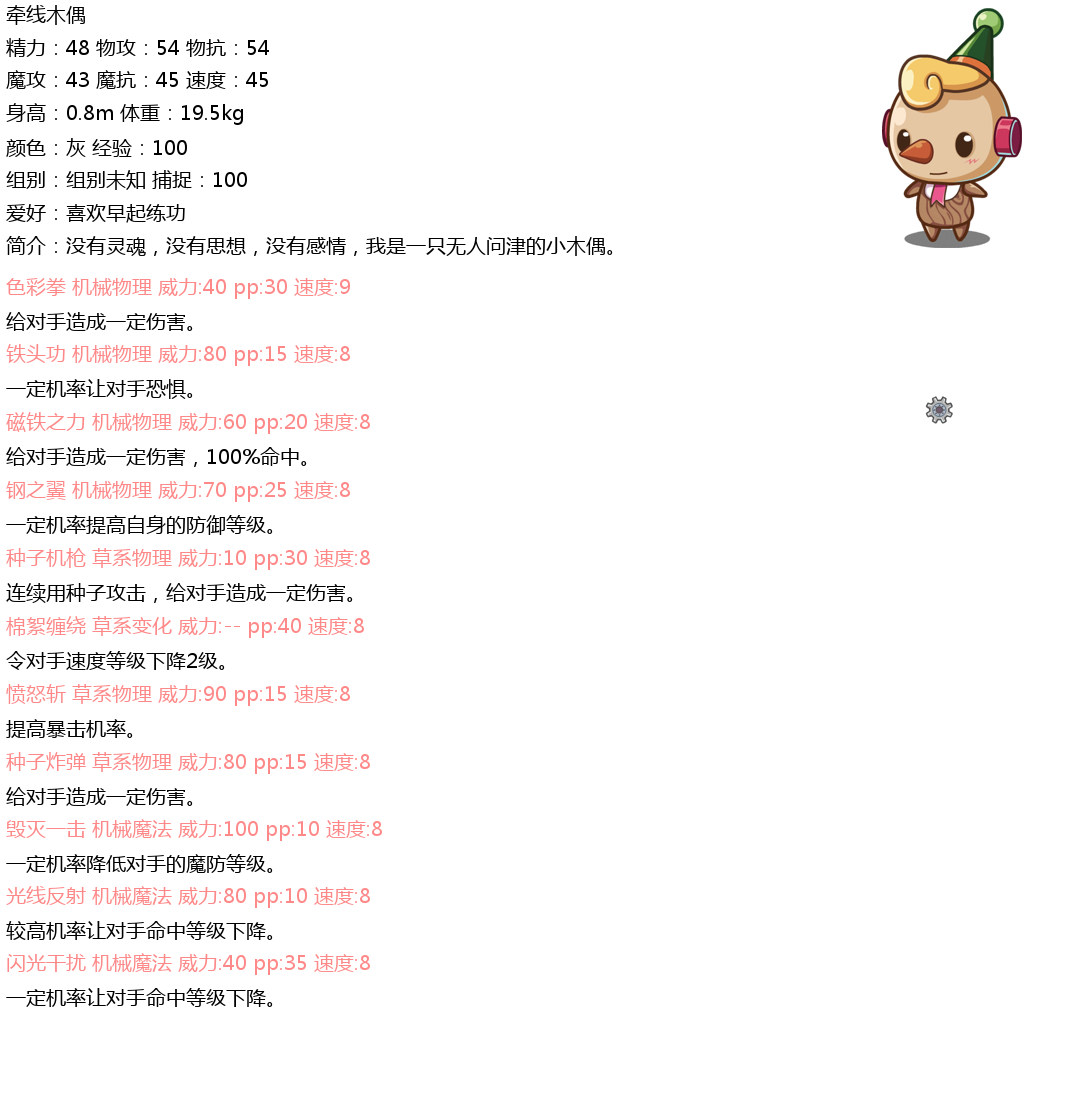 牵线木偶
精力：48 物攻：54 物抗：54
魔攻：43 魔抗：45 速度：45
身高：0.8m 体重：19.5kg
颜色：灰 经验：100
组别：组别未知 捕捉：100
爱好：喜欢早起练功
简介：没有灵魂，没有思想，没有感情，我是一只无人问津的小木偶。
色彩拳 机械物理 威力:40 pp:30 速度:9
给对手造成一定伤害。
铁头功 机械物理 威力:80 pp:15 速度:8
一定机率让对手恐惧。
磁铁之力 机械物理 威力:60 pp:20 速度:8
给对手造成一定伤害，100%命中。
钢之翼 机械物理 威力:70 pp:25 速度:8
一定机率提高自身的防御等级。
种子机枪 草系物理 威力:10 pp:30 速度:8
连续用种子攻击，给对手造成一定伤害。
棉絮缠绕 草系变化 威力:-- pp:40 速度:8
令对手速度等级下降2级。
愤怒斩 草系物理 威力:90 pp:15 速度:8
提高暴击机率。
种子炸弹 草系物理 威力:80 pp:15 速度:8
给对手造成一定伤害。
毁灭一击 机械魔法 威力:100 pp:10 速度:8
一定机率降低对手的魔防等级。
光线反射 机械魔法 威力:80 pp:10 速度:8
较高机率让对手命中等级下降。
闪光干扰 机械魔法 威力:40 pp:35 速度:8
一定机率让对手命中等级下降。